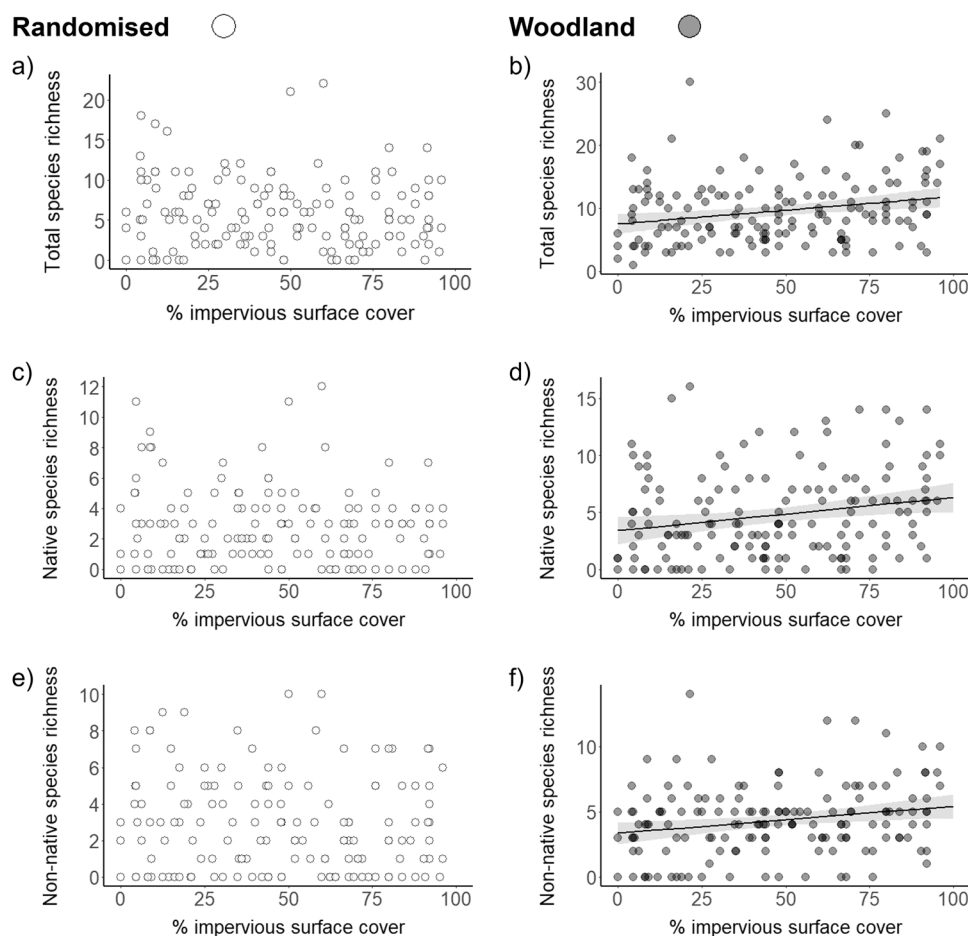 Randomised
Woodland
a)
Total species richness
20
15
10
5
0
0 25 50 75 100
% impervious surface cover
b)
Total species richness
30
20
10
0
0 25 50 75 100
% impervious surface cover
c)
Native species richness
12
10
8
6
4
2
0
0 25 50 75 100
% impervious surface cover
d)
Native species richness
15
10
5
0
0 25 50 75 100
% impervious surface cover
e)
Non-native species richness
10
8
6
4
2
0
0 25 50 75 100
% impervious surface cover
f)
Non-native species richness
10
5
0
0 25 50 75 100
% impervious surface cover